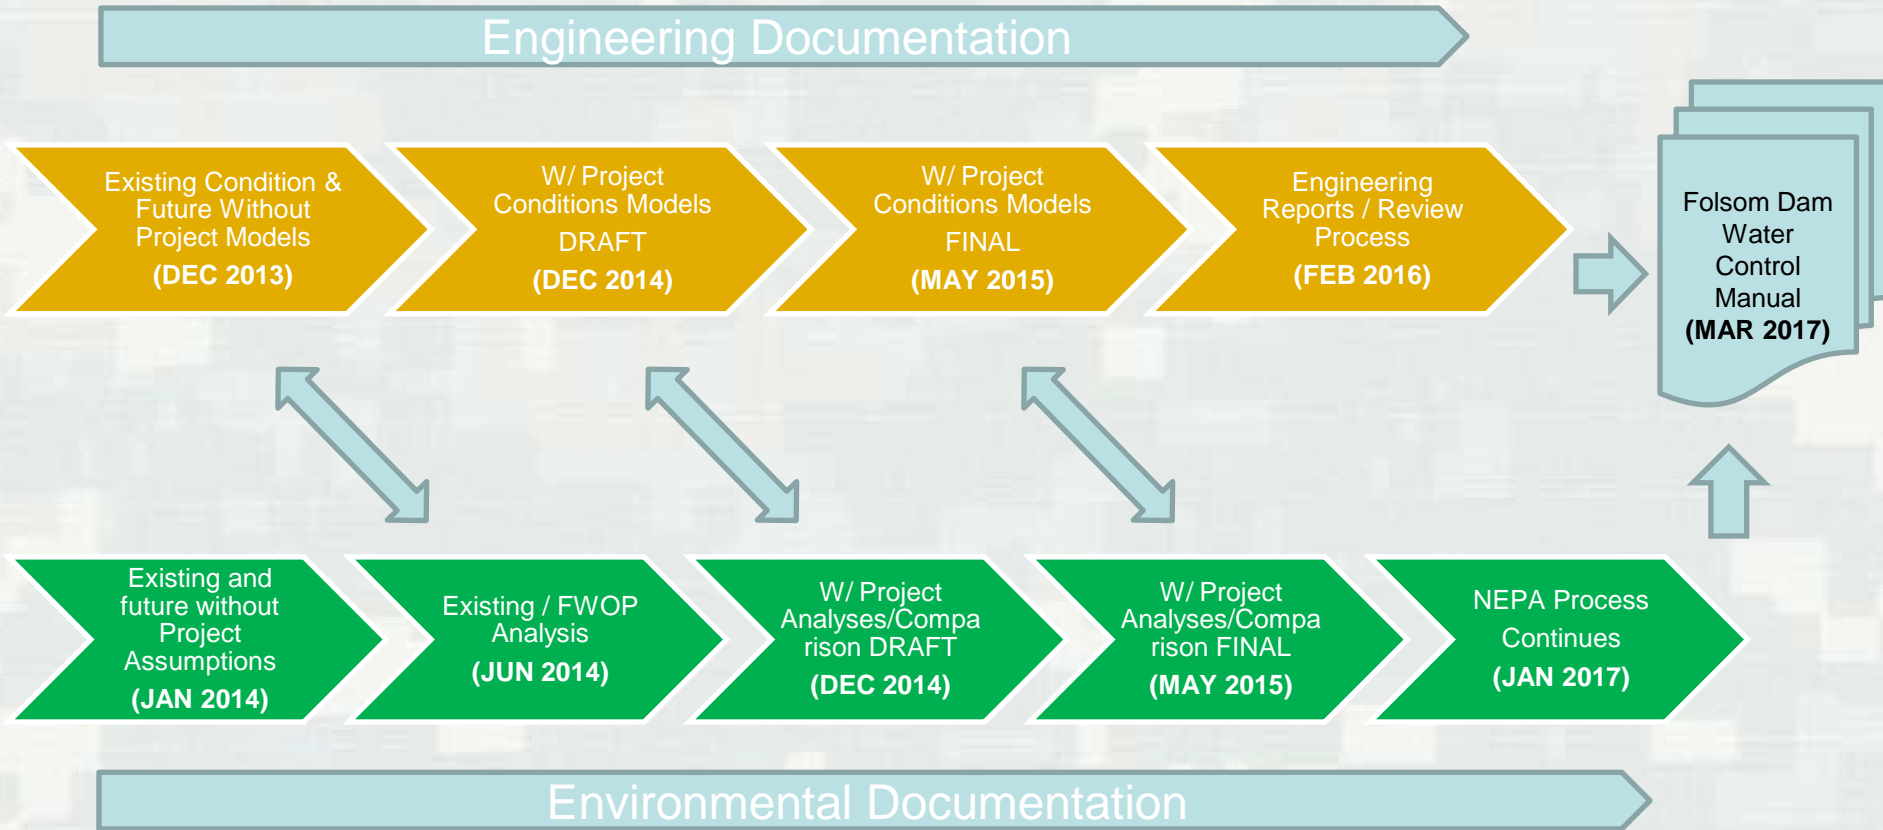 Engineering Documentation
Existing Condition &
Future Without
Project Models
(DEC 2013)
W/ Project
Conditions Models
DRAFT
(DEC 2014)
W/ Project
Conditions Models
FINAL
(MAY 2015)
Engineering
Reports / Review
Process
(FEB 2016)
Folsom Dam
Water
Control
Manual
(MAR 2017)
Existing and
future without
Project
Assumptions
(JAN 2014)
Existing / FWOP
Analysis
(JUN 2014)
W/ Project
Analyses/Compa
rison DRAFT
(DEC 2014)
W/ Project
Analyses/Compa
rison FINAL
(MAY 2015)
NEPA Process
Continues
(JAN 2017)
Environmental Documentation